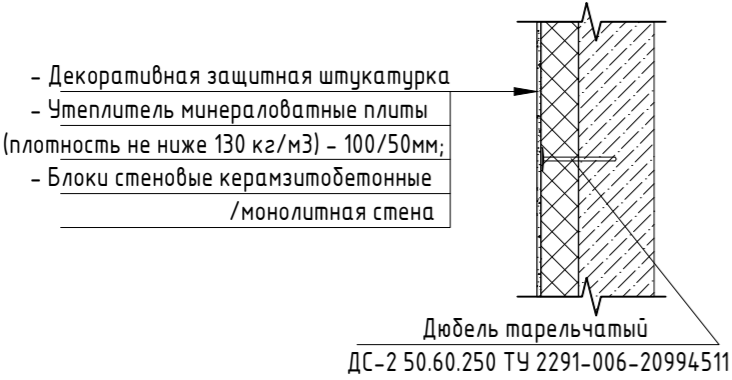 - Декоративная защитная штукатурка
- Утеплитель минераловатные плиты
(плотность не ниже 130 кг/м3) - 100/50мм;
- Блоки стеновые керамзитобетонные
/монолитная стена
Дюбель тарельчатый
ДС-2 50.60.250 ТУ 2291-006-20994511